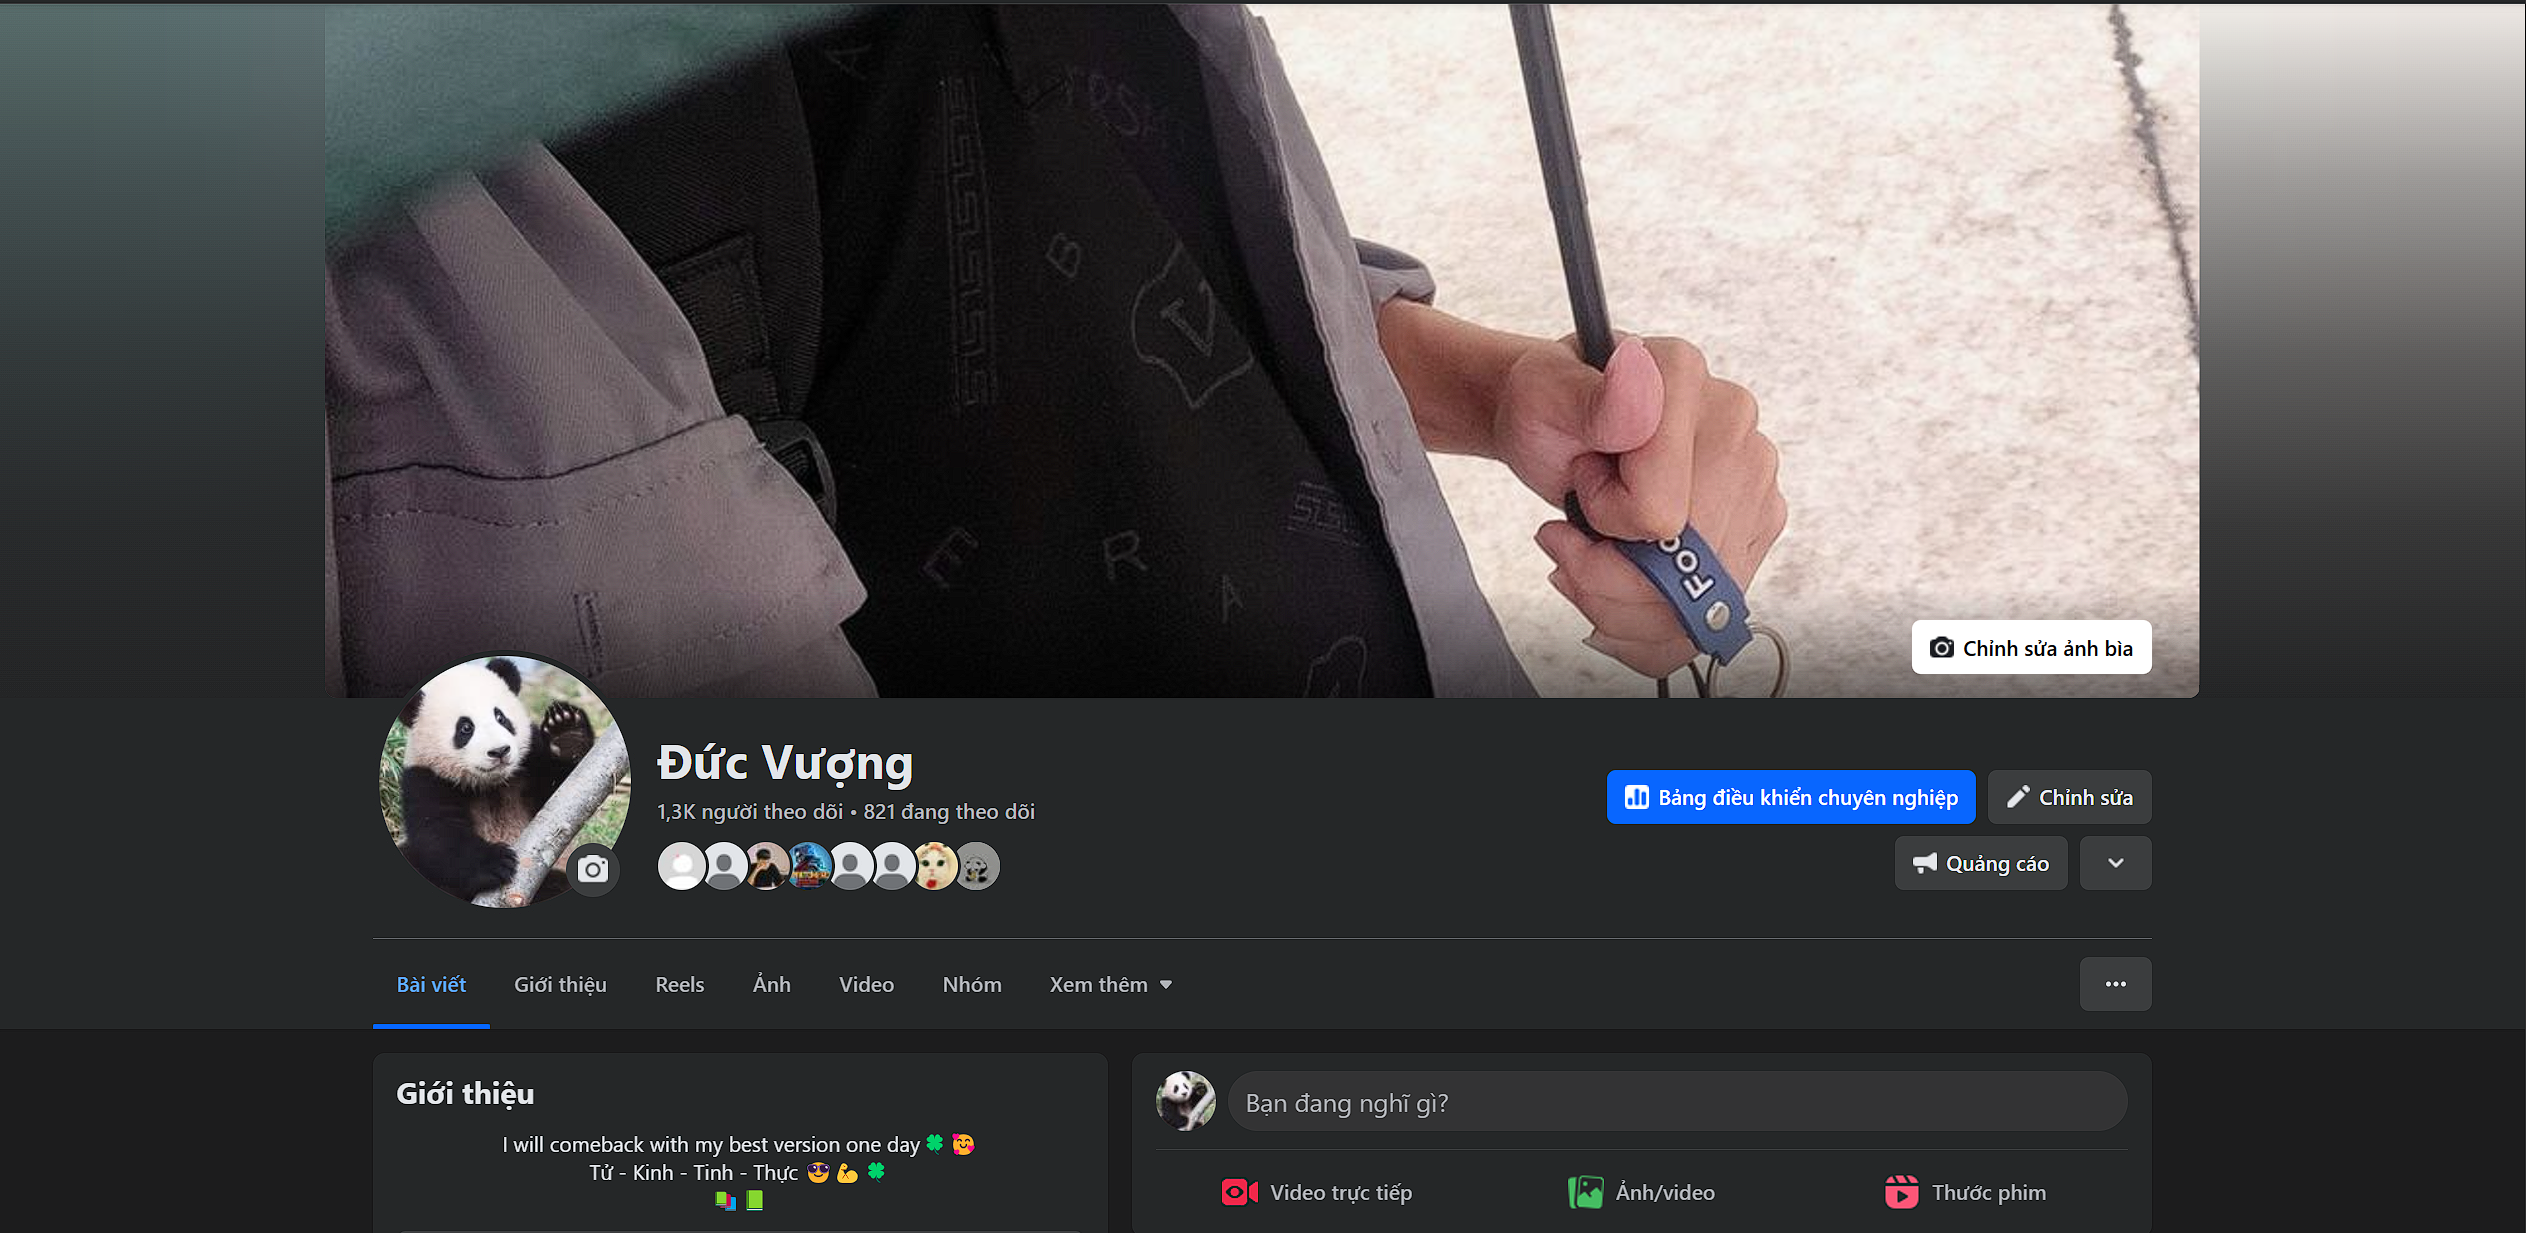 B
V
E
R
A
FOC
Chỉnh sửa ảnh bìa
Đức Vượng
1,3K người theo dõi • 821 đang theo dõi
Bảng điều khiển chuyên nghiệp
Chỉnh sửa
Quảng cáo
Bài viết
Giới thiệu
Reels
Ảnh
Video
Nhóm
Xem thêm
Giới thiệu
I will comeback with my best version one day🍀 🥰
Tử - Kinh - Tinh - Thực 😎 💪 🍀
📚 📗
Bạn đang nghĩ gì?
Video trực tiếp
Ảnh/video
Thước phim